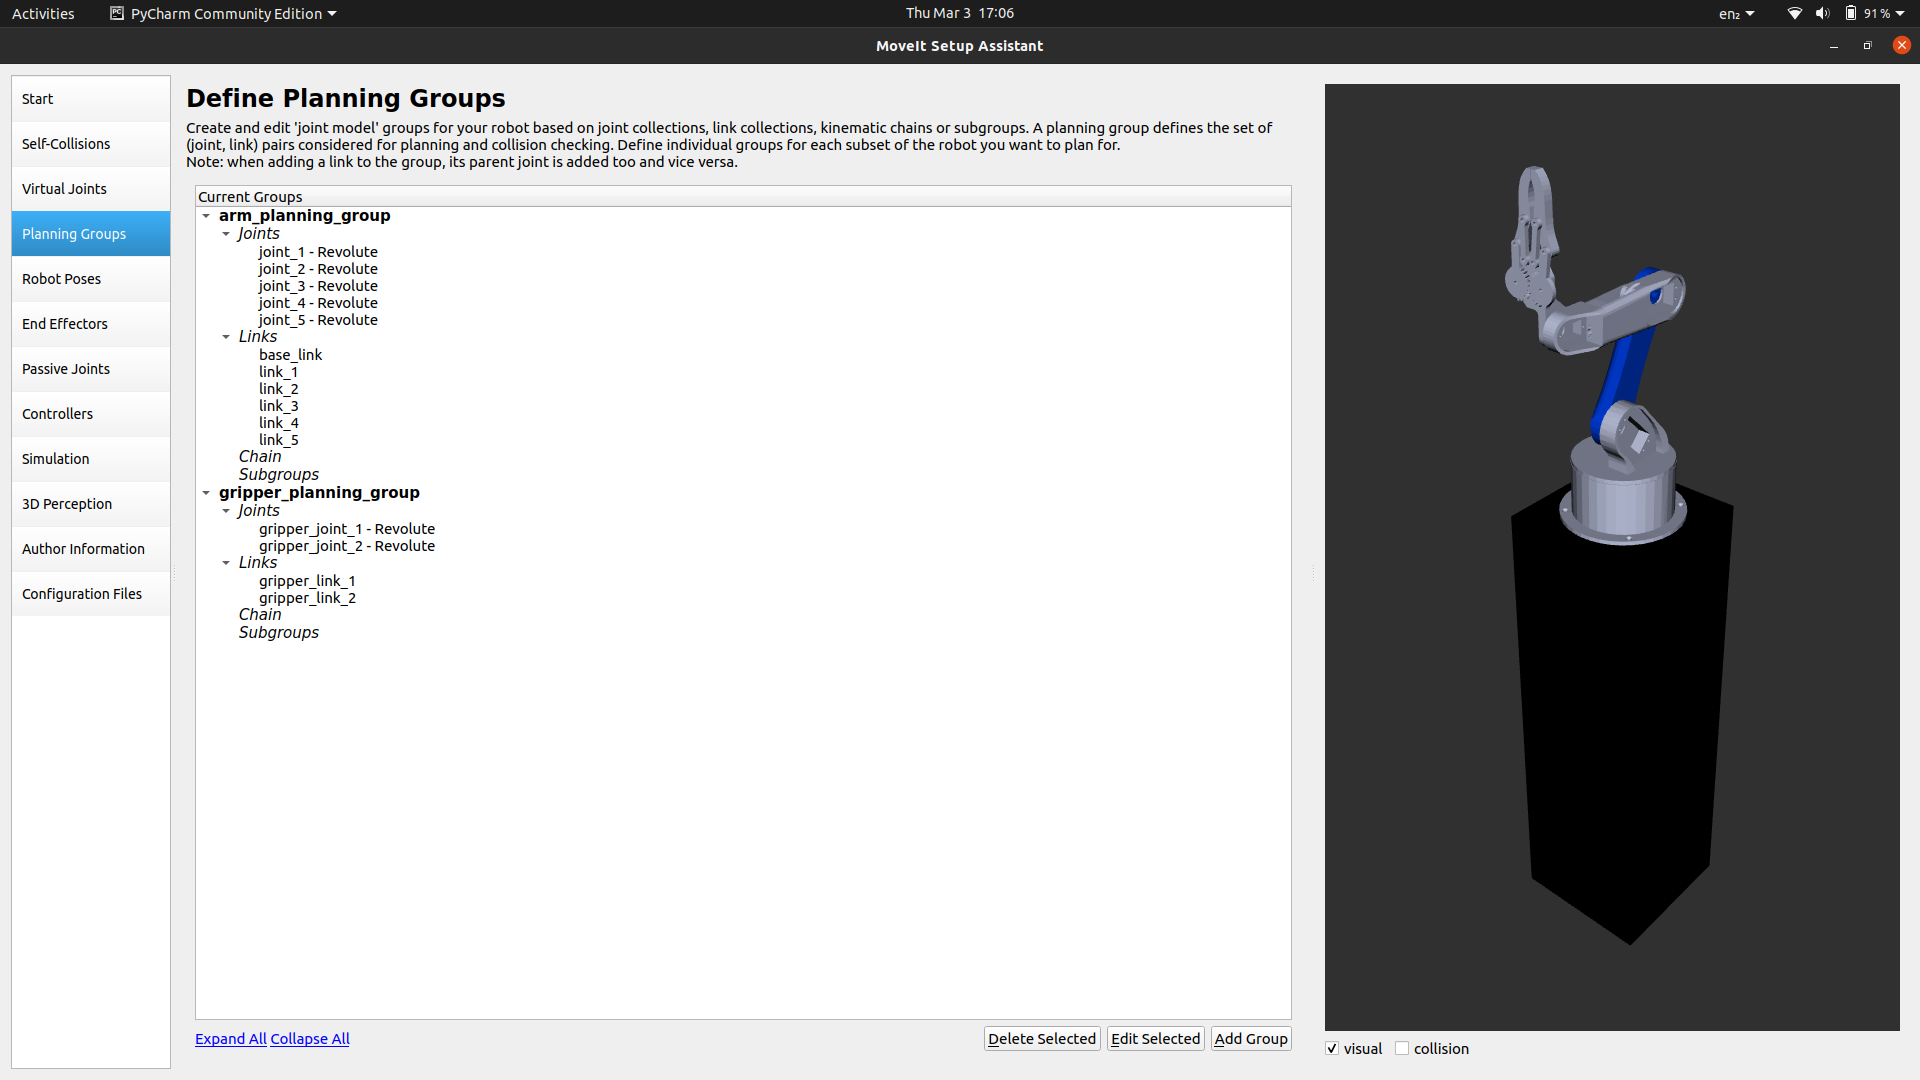 Activities PyCharm Community Edition Thu Mar 3 17:06 en₂ 91 %
MoveIt Setup Assistant
Start
Self-Collisions
Virtual Joints
Planning Groups
Robot Poses
End Effectors
Passive Joints
Controllers
Simulation
3D Perception
Author Information
Configuration Files
Define Planning Groups
Create and edit 'joint model' groups for your robot based on joint collections, link collections, kinematic chains or subgroups. A planning group defines the set of
(joint, link) pairs considered for planning and collision checking. Define individual groups for each subset of the robot you want to plan for.
Note: when adding a link to the group, its parent joint is added too and vice versa.
Current Groups
arm_planning_group
Joints
joint_1 - Revolute
joint_2 - Revolute
joint_3 - Revolute
joint_4 - Revolute
joint_5 - Revolute
Links
base_link
link_1
link_2
link_3
link_4
link_5
Chain
Subgroups
gripper_planning_group
Joints
gripper_joint_1 - Revolute
gripper_joint_2 - Revolute
Links
gripper_link_1
gripper_link_2
Chain
Subgroups
Expand All Collapse All Delete Selected Edit Selected Add Group
visual collision